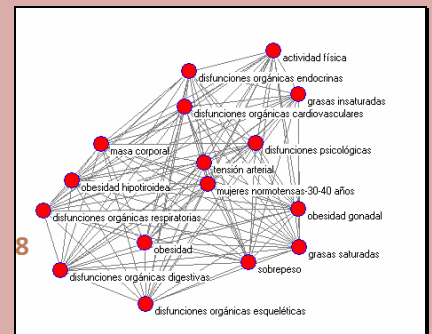 actividad física
disfunciones orgánicas endocrinas
grasas insaturadas
disfunciones orgánicas cardiovasculares
masa corporal
disfunciones psicológicas
tensión arterial
obesidad hipotiroidea
mujeres normotensas-30-40 años
disfunciones orgánicas respiratorias
obesidad gonadal
8
obesidad
grasas saturadas
sobrepeso
disfunciones orgánicas digestivas
disfunciones orgánicas esqueléticas